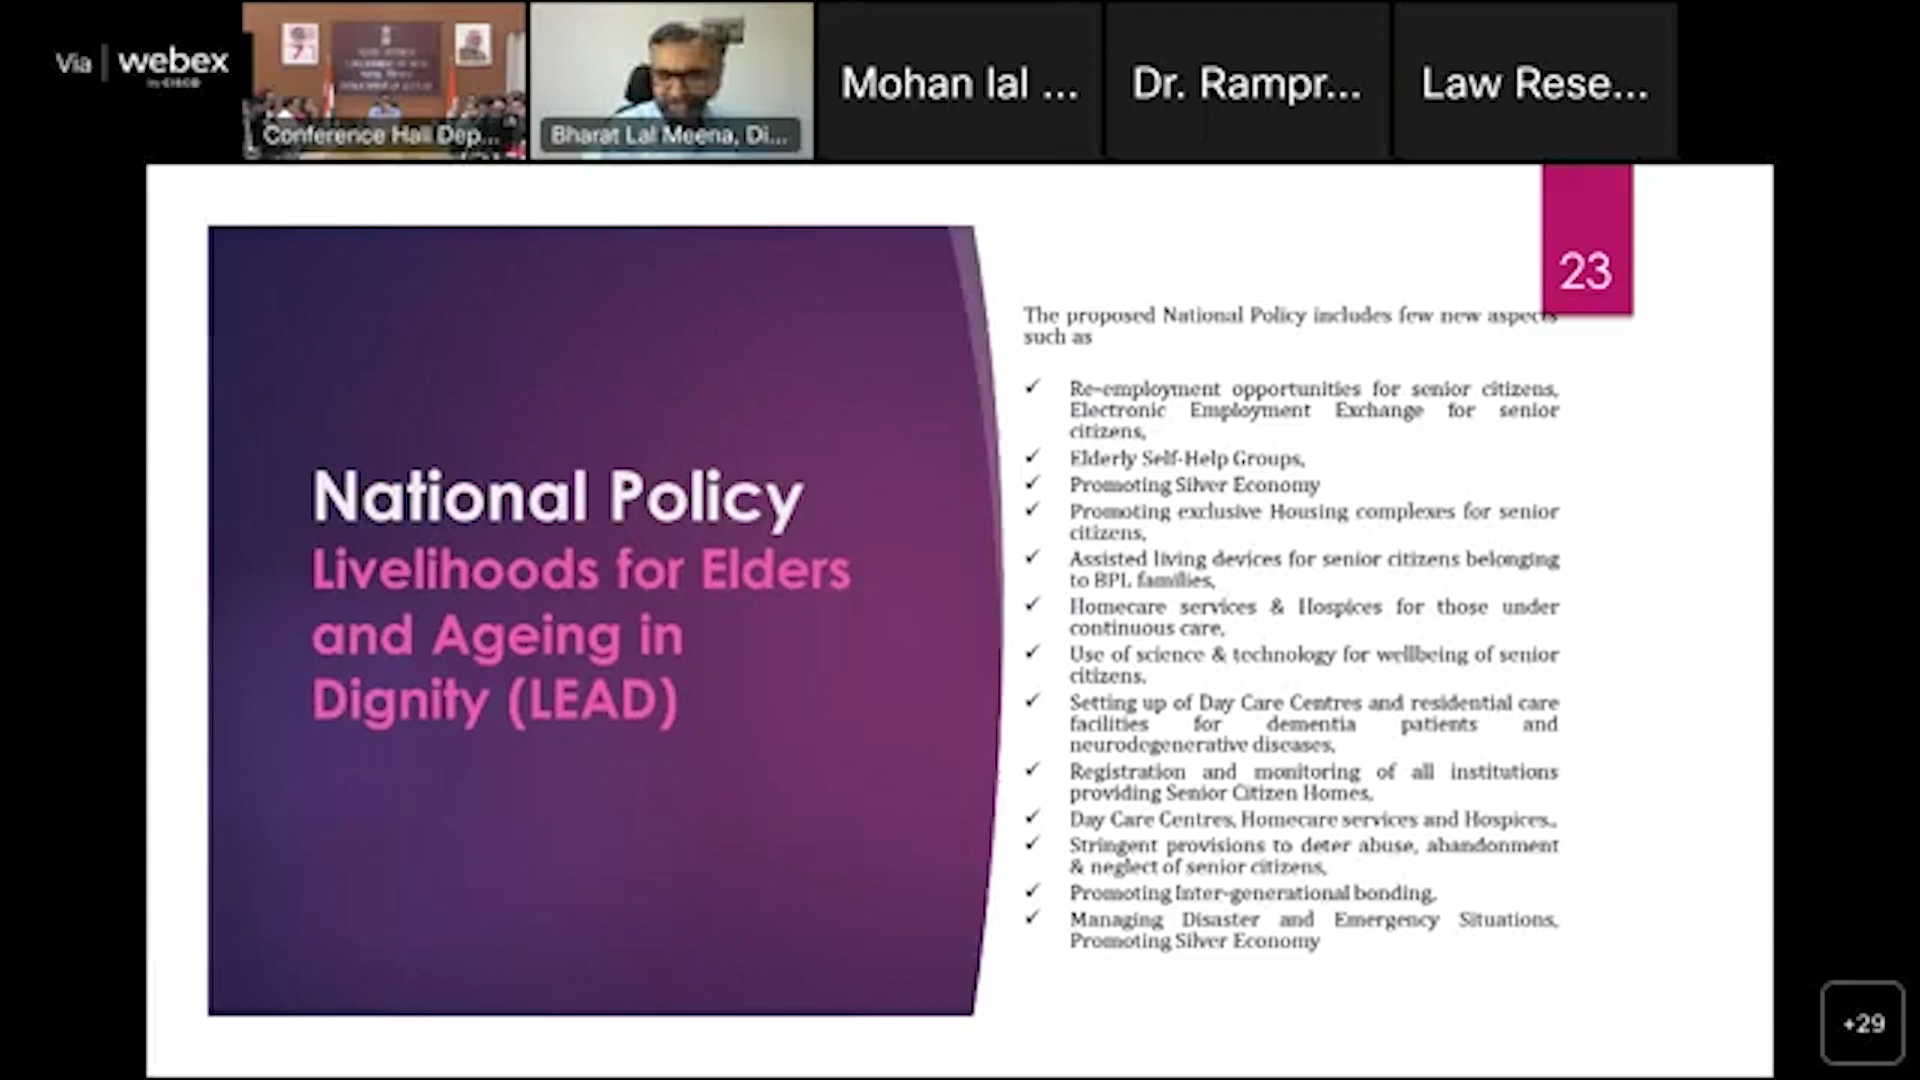 Via webex
by CISCO
Conference Hall Dep...
Bharat Lal Meena, Di...
Mohan lal ...
Dr. Rampr...
Law Rese...
23
National Policy
Livelihoods for Elders
and Ageing in
Dignity (LEAD)
The proposed National Policy includes few new aspects
such as
✓ Re-employment opportunities for senior citizens,
Electronic Employment Exchange for senior
citizens,
✓ Elderly Self-Help Groups,
✓ Promoting Silver Economy
✓ Promoting exclusive Housing complexes for senior
citizens,
✓ Assisted living devices for senior citizens belonging
to BPL families,
✓ Homecare services & Hospices for those under
continuous care,
✓ Use of science & technology for wellbeing of senior
citizens.
✓ Setting up of Day Care Centres and residential care
facilities for dementia patients and
neurodegenerative diseases,
✓ Registration and monitoring of all institutions
providing Senior Citizen Homes,
✓ Day Care Centres, Homecare services and Hospices..
✓ Stringent provisions to deter abuse, abandonment
& neglect of senior citizens,
✓ Promoting Inter-generational bonding,
✓ Managing Disaster and Emergency Situations,
Promoting Silver Economy
+29